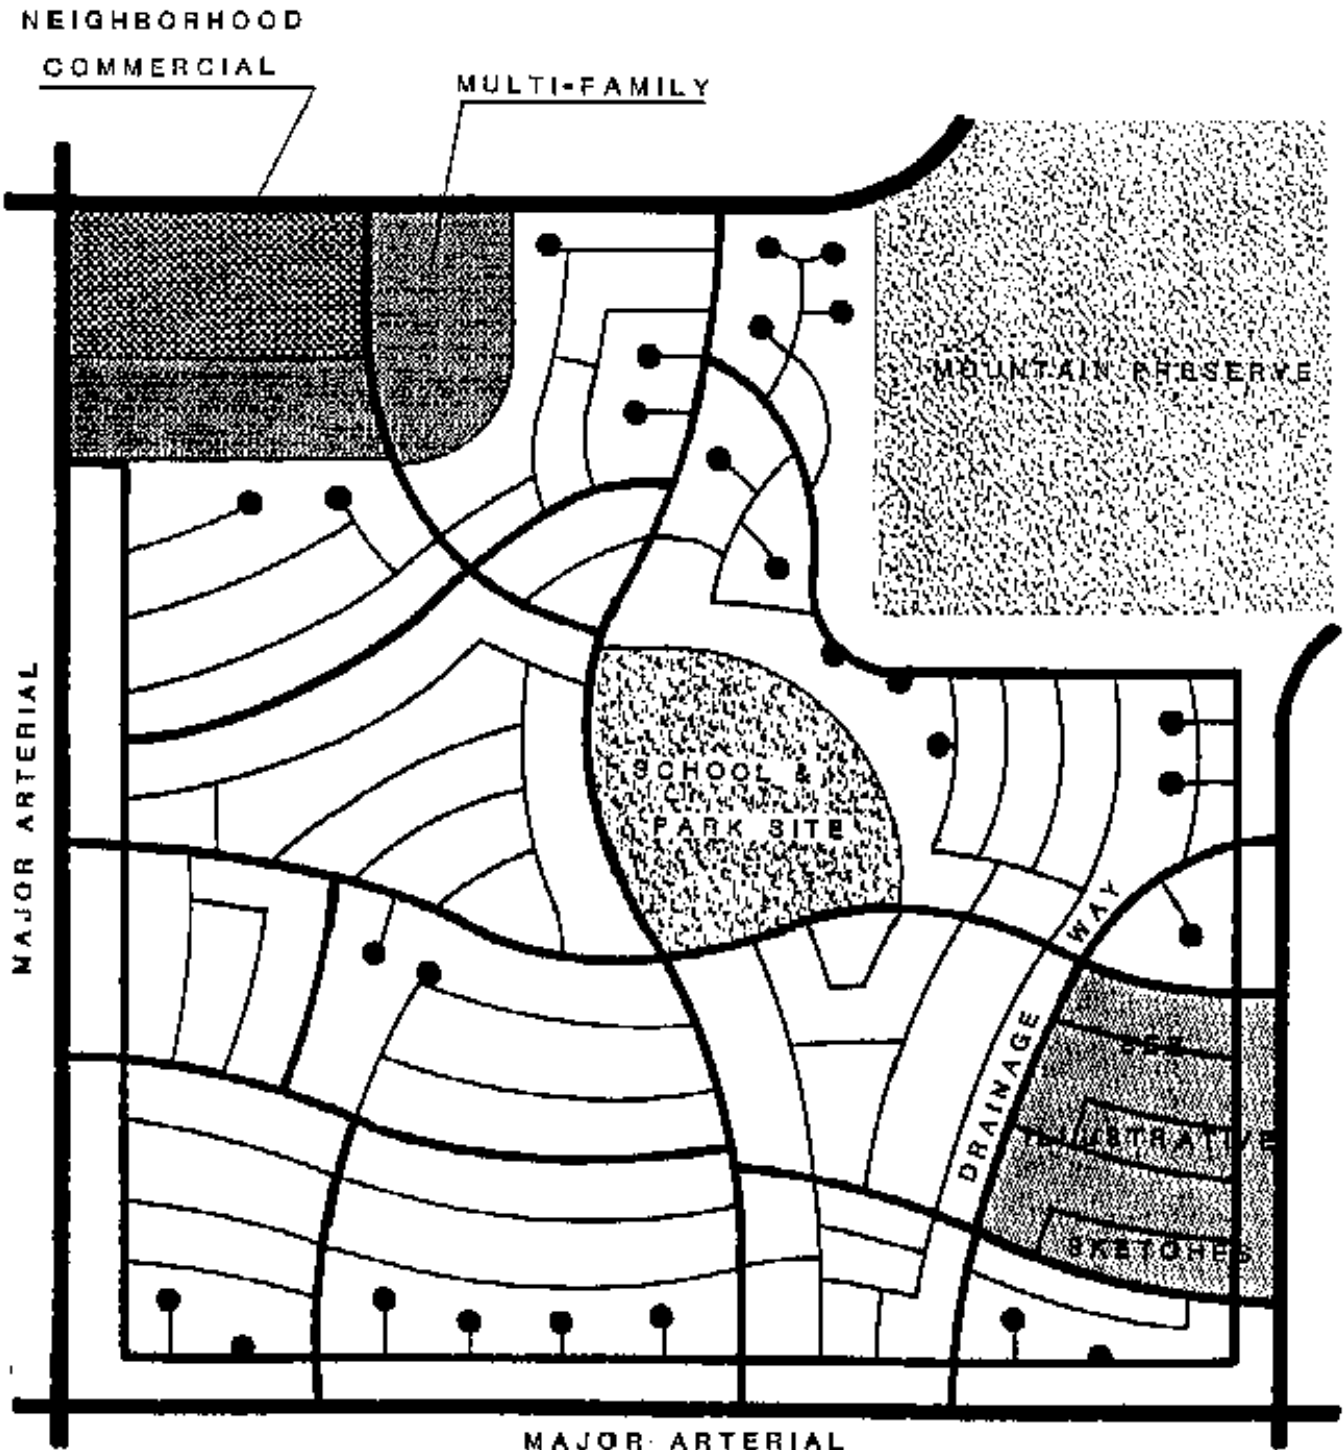 NEIGHBORHOOD
COMMERCIAL
MULTI-FAMILY
MOUNTAIN PRESERVE
MAJOR ARTERIAL
SCHOOL &
PARK SITE
DRAINAGE WAY
SEE
ILLUSTRATIVE
SKETCHES
MAJOR ARTERIAL